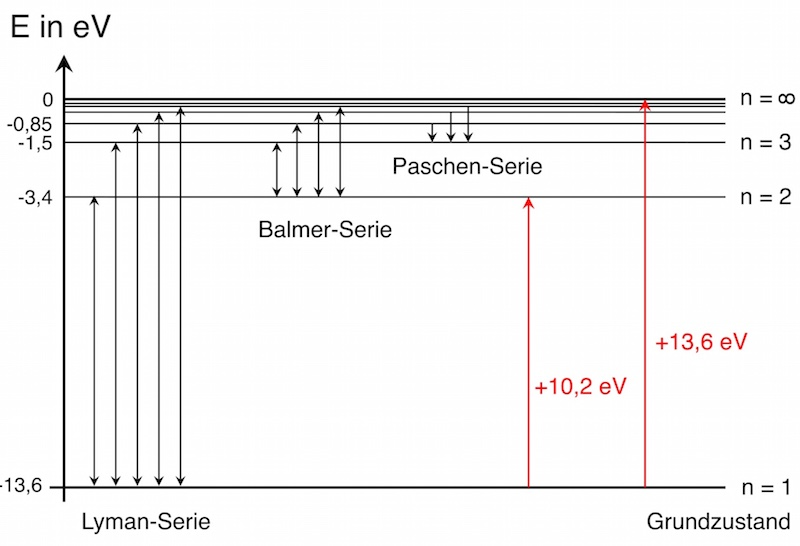 E in eV
0
n = ∞
-0,85
-1,5
n = 3
Paschen-Serie
-3,4
n = 2
Balmer-Serie
+13,6 eV
+10,2 eV
-13,6
n = 1
Lyman-Serie
Grundzustand